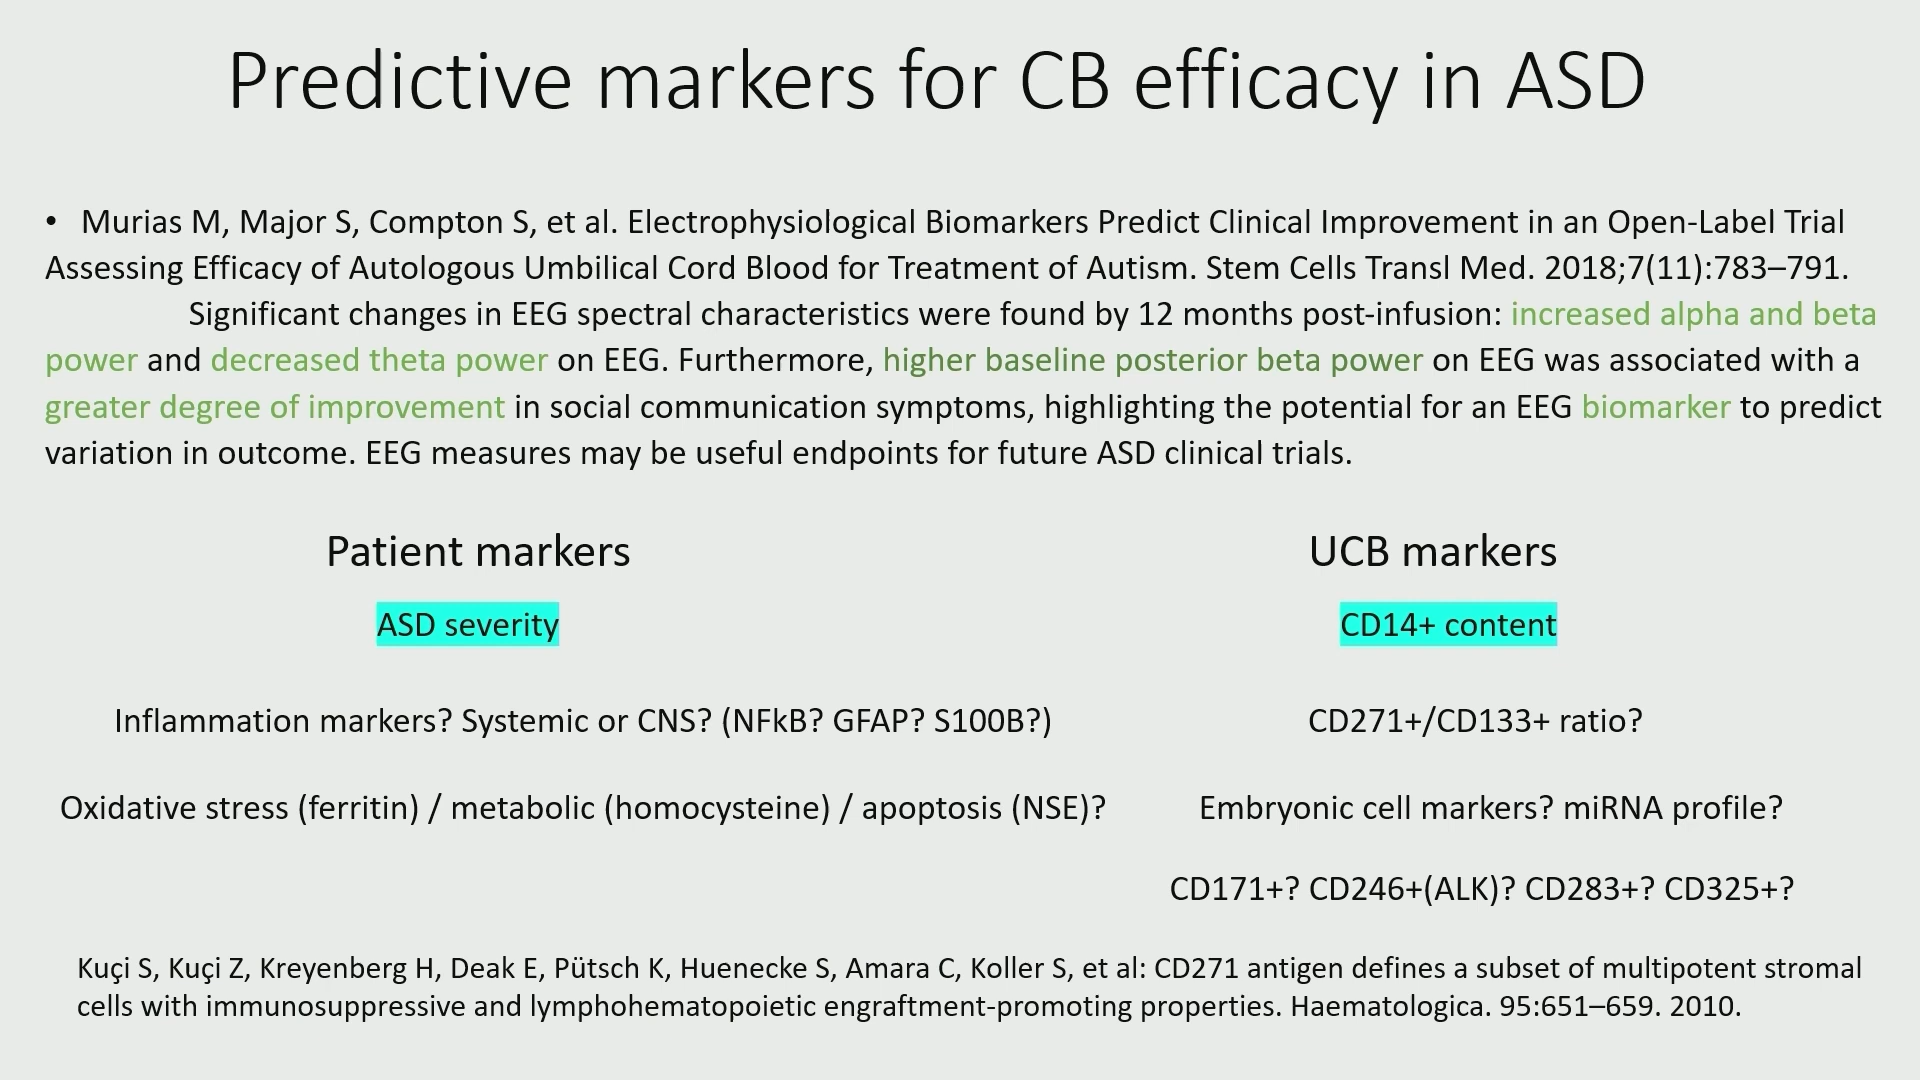 Predictive markers for CB efficacy in ASD
• Murias M, Major S, Compton S, et al. Electrophysiological Biomarkers Predict Clinical Improvement in an Open-Label Trial
Assessing Efficacy of Autologous Umbilical Cord Blood for Treatment of Autism. Stem Cells Transl Med. 2018;7(11):783–791.
Significant changes in EEG spectral characteristics were found by 12 months post-infusion: increased alpha and beta
power and decreased theta power on EEG. Furthermore, higher baseline posterior beta power on EEG was associated with a
greater degree of improvement in social communication symptoms, highlighting the potential for an EEG biomarker to predict
variation in outcome. EEG measures may be useful endpoints for future ASD clinical trials.
Patient markers
ASD severity
Inflammation markers? Systemic or CNS? (NFkB? GFAP? S100B?)
Oxidative stress (ferritin) / metabolic (homocysteine) / apoptosis (NSE)?
UCB markers
CD14+ content
CD271+/CD133+ ratio?
Embryonic cell markers? miRNA profile?
CD171+? CD246+(ALK)? CD283+? CD325+?
Kuçi S, Kuçi Z, Kreyenberg H, Deak E, Pütsch K, Huenecke S, Amara C, Koller S, et al: CD271 antigen defines a subset of multipotent stromal
cells with immunosuppressive and lymphohematopoietic engraftment-promoting properties. Haematologica. 95:651–659. 2010.